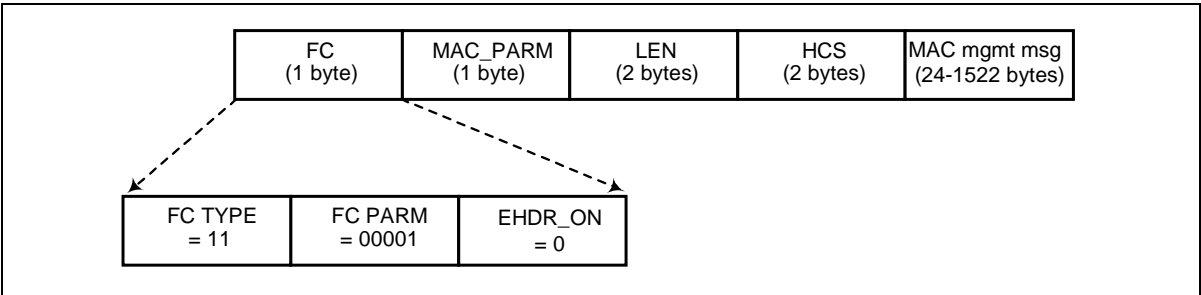 FC
(1 byte)
MAC_PARM
(1 byte)
LEN
(2 bytes)
HCS
(2 bytes)
MAC mgmt msg
(24-1522 bytes)
FC TYPE
= 11
FC PARM
= 00001
EHDR_ON
= 0